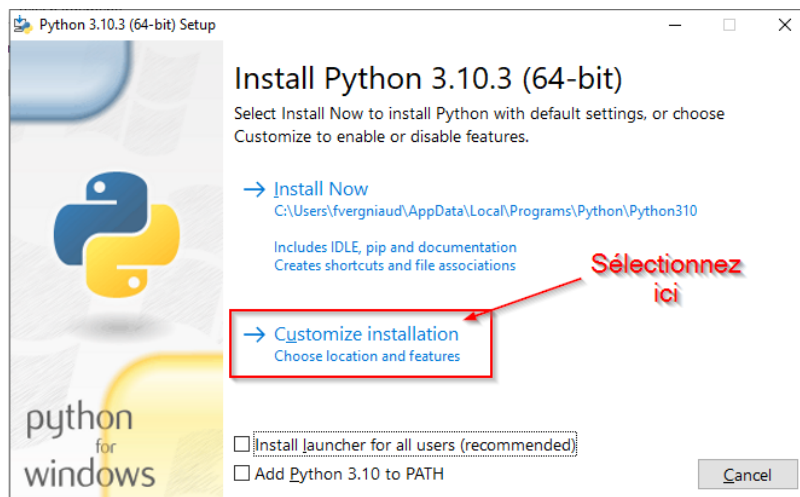 Python 3.10.3 (64-bit) Setup
Install Python 3.10.3 (64-bit)
Select Install Now to install Python with default settings, or choose
Customize to enable or disable features.
Install Now
C:\Users\fvergniaud\AppData\Local\Programs\Python\Python310
Includes IDLE, pip and documentation
Creates shortcuts and file associations
Sélectionnez
ici
Customize installation
Choose location and features
python
for
windows
Install launcher for all users (recommended)
Add Python 3.10 to PATH
Cancel